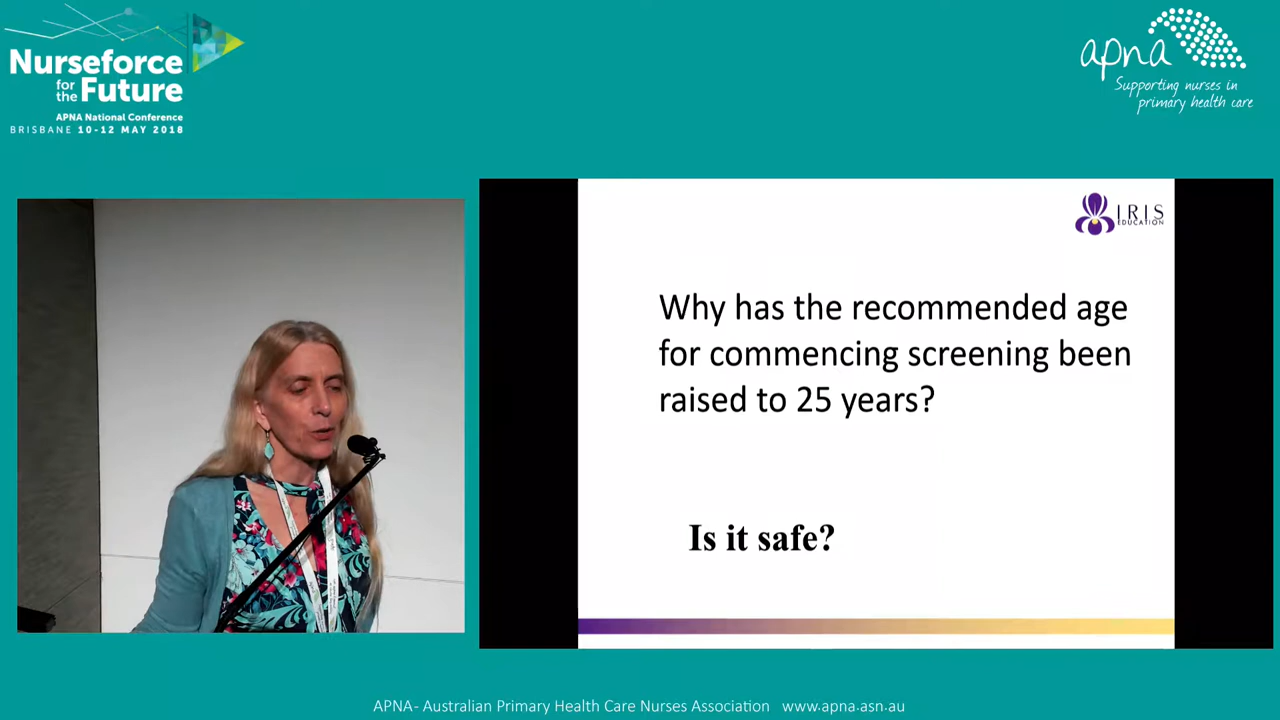 Nurseforce
for the Future
APNA National Conference
BRISBANE 10-12 MAY 2018
apna
Supporting nurses in
primary health care
IRIS
EDUCATION
Why has the recommended age
for commencing screening been
raised to 25 years?
Is it safe?
APNA- Australian Primary Health Care Nurses Association www.apna.asn.au